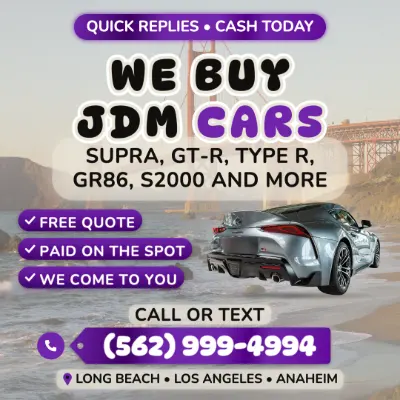 QUICK REPLIES • CASH TODAY
WE BUY
JDM CARS
SUPRA, GT-R, TYPE R,
GR86, S2000 AND MORE
FREE QUOTE
PAID ON THE SPOT
WE COME TO YOU
CALL OR TEXT
(562) 999-4994
LONG BEACH • LOS ANGELES • ANAHEIM